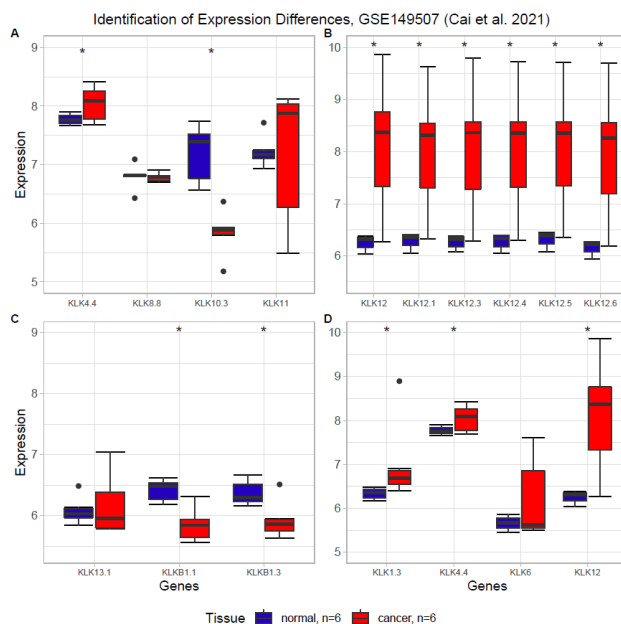 Identification of Expression Differences, GSE149507 (Cai et al. 2021)
A
Expression
9
8
7
6
5
* *
KLK4.4 KLK8.8 KLK10.3 KLK11
B
10
9
8
7
6
* * * * * *
KLK12 KLK12.1 KLK12.3 KLK12.4 KLK12.5 KLK12.6
C
Expression
9
8
7
6
* *
KLK13.1 KLKB1.1 KLKB1.3
Genes
D
10
9
8
7
6
5
* * *
KLK1.3 KLK4.4 KLK6 KLK12
Genes
Tissue normal, n=6 cancer, n=6